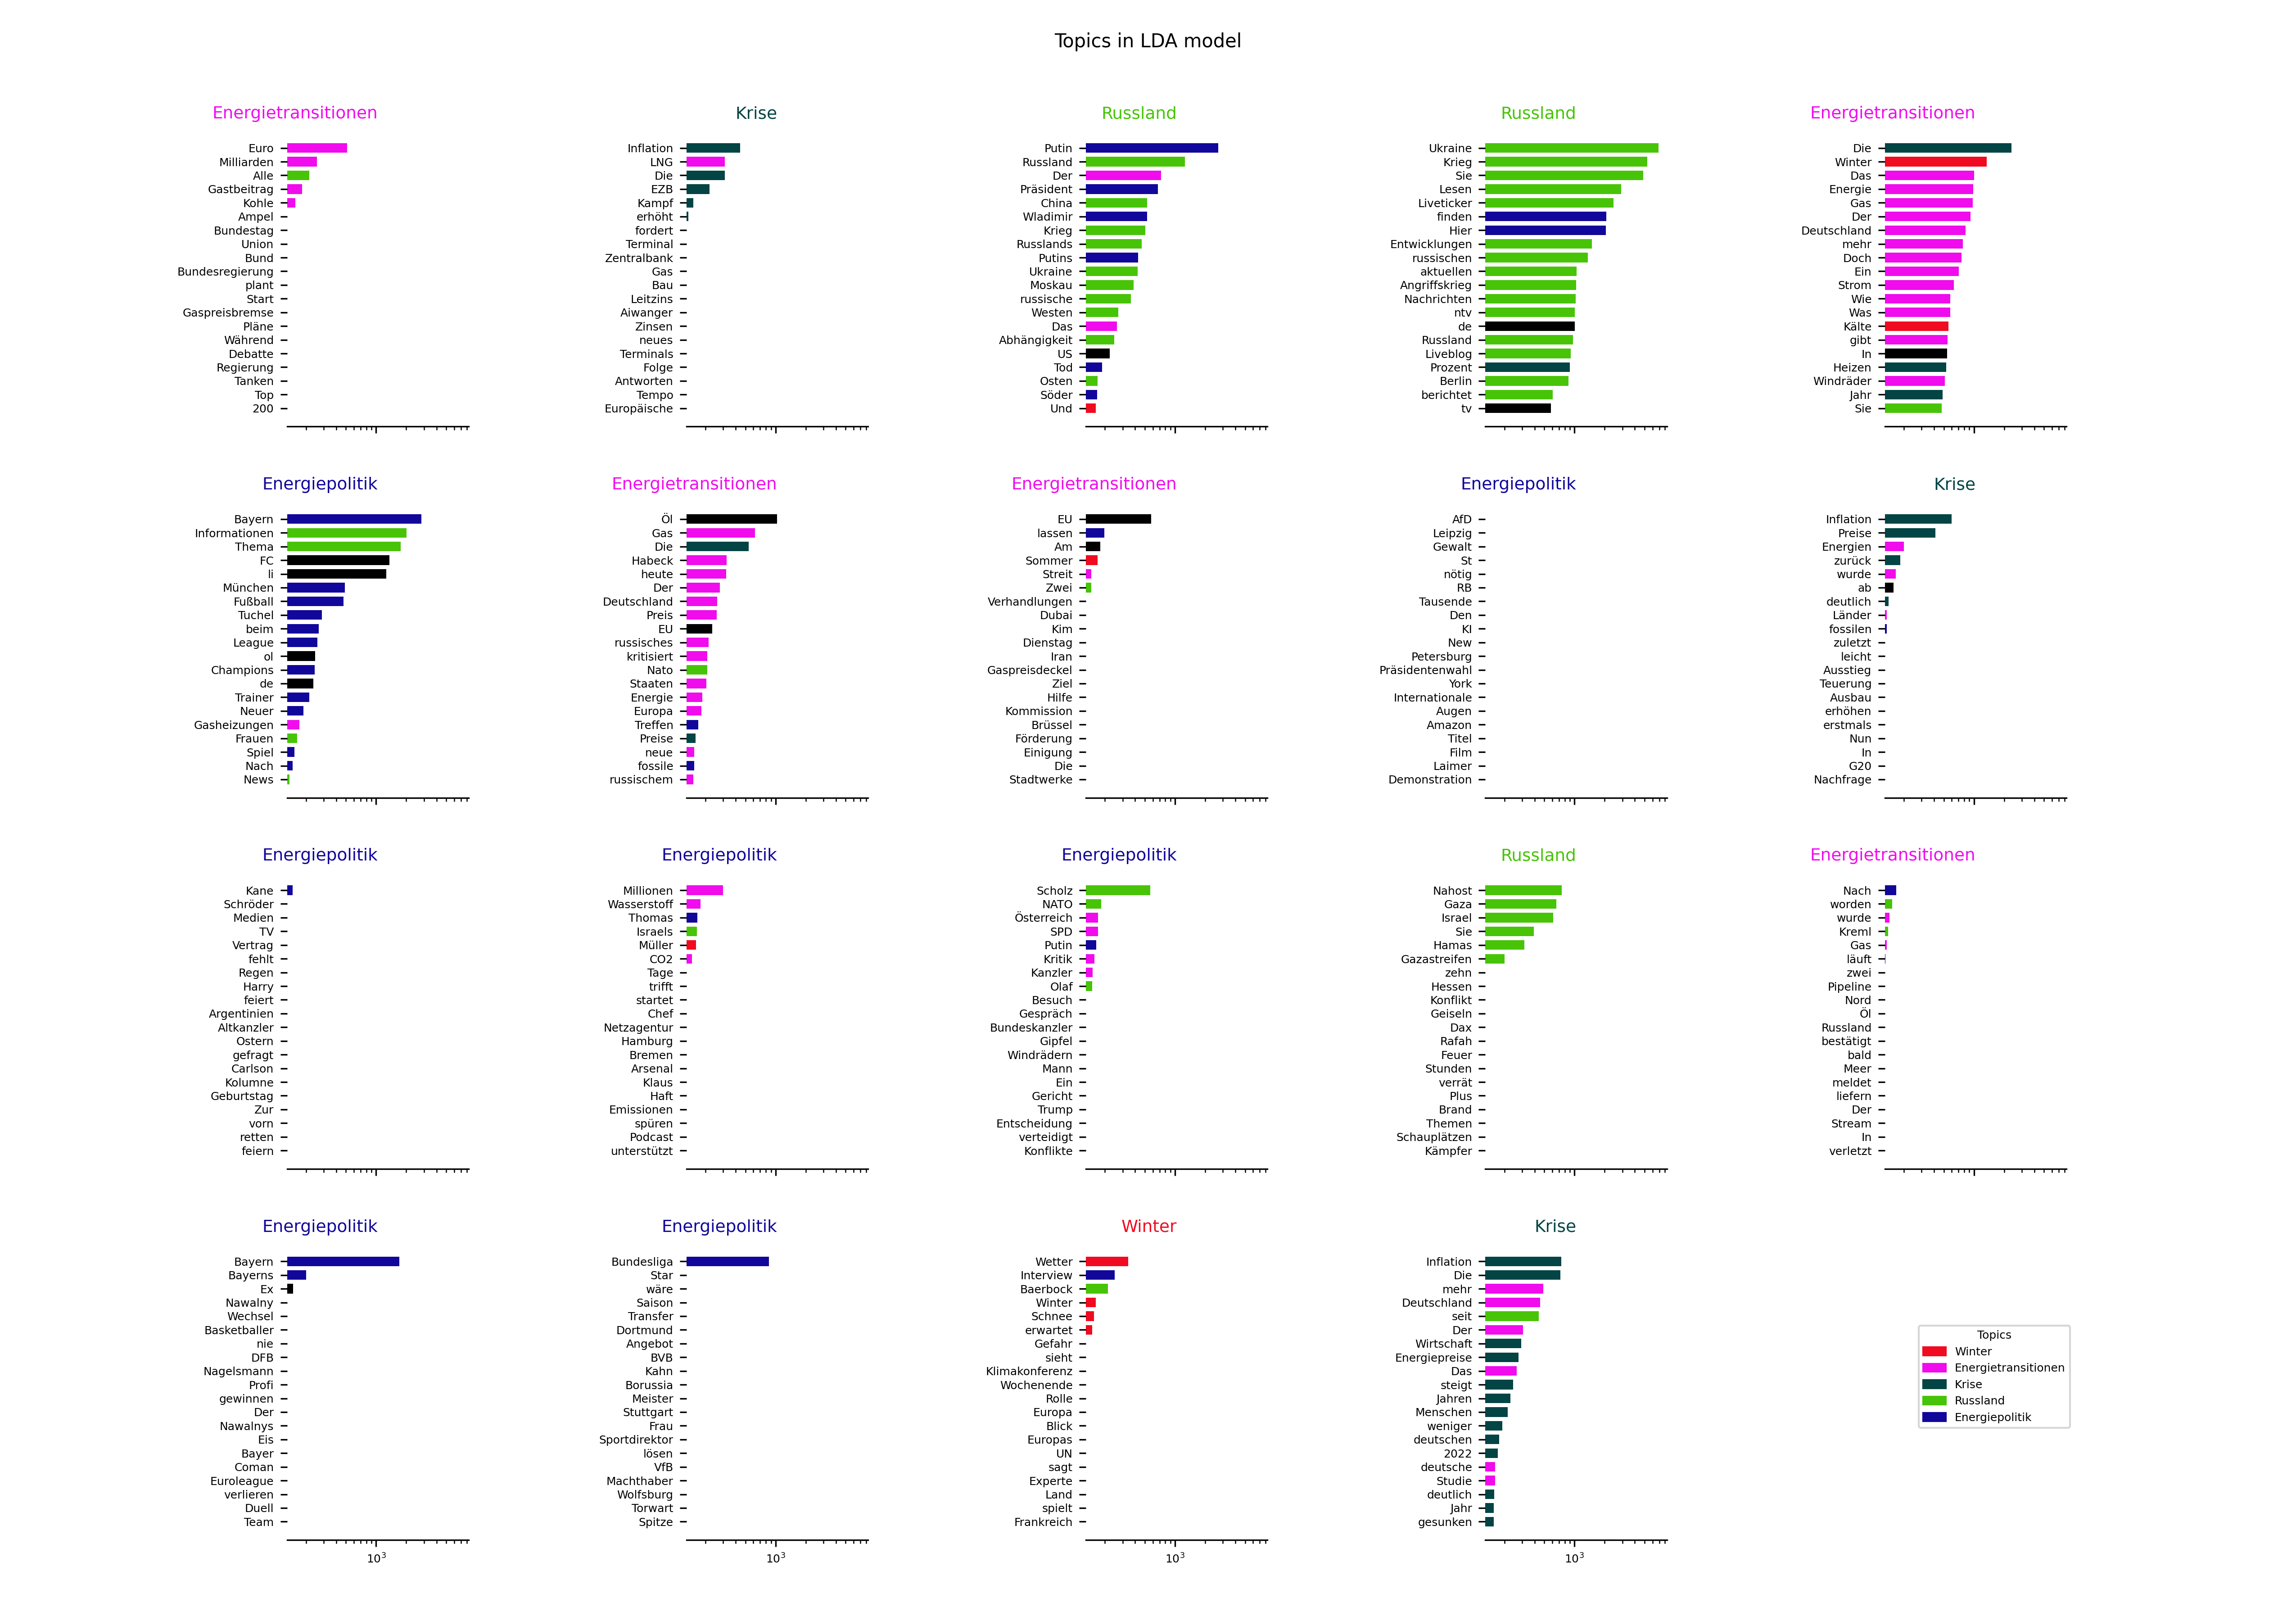 Topics in LDA model
Energietransitionen
Euro
Milliarden
Alle
Gastbeitrag
Kohle
Ampel
Bundestag
Union
Bund
Bundesregierung
plant
Start
Gaspreisbremse
Pläne
Während
Debatte
Regierung
Tanken
Top
200
Krise
Inflation
LNG
Die
EZB
Kampf
erhöht
fordert
Terminal
Zentralbank
Gas
Bau
Leitzins
Aiwanger
Zinsen
neues
Terminals
Folge
Antworten
Tempo
Europäische
Russland
Putin
Russland
Der
Präsident
China
Wladimir
Krieg
Russlands
Putins
Ukraine
Moskau
russische
Westen
Das
Abhängigkeit
US
Tod
Osten
Söder
Und
Russland
Ukraine
Krieg
Sie
Lesen
Liveticker
finden
Hier
Entwicklungen
russischen
aktuellen
Angriffskrieg
Nachrichten
ntv
de
Russland
Liveblog
Prozent
Berlin
berichtet
tv
Energietransitionen
Die
Winter
Das
Energie
Gas
Der
Deutschland
mehr
Doch
Ein
Strom
Wie
Was
Kälte
gibt
In
Heizen
Windräder
Jahr
Sie
Energiepolitik
Bayern
Informationen
Thema
FC
li
München
Fußball
Tuchel
beim
League
ol
Champions
de
Trainer
Neuer
Gasheizungen
Frauen
Spiel
Nach
News
Energietransitionen
Öl
Gas
Die
Habeck
heute
Der
Deutschland
Preis
EU
russisches
kritisiert
Nato
Staaten
Energie
Europa
Treffen
Preise
neue
fossile
russischem
Energietransitionen
EU
lassen
Am
Sommer
Streit
Zwei
Verhandlungen
Dubai
Kim
Dienstag
Iran
Gaspreisdeckel
Ziel
Hilfe
Kommission
Brüssel
Förderung
Einigung
Die
Stadtwerke
Energiepolitik
AfD
Leipzig
Gewalt
St
nötig
RB
Tausende
Den
KI
New
Petersburg
Präsidentenwahl
York
Internationale
Augen
Amazon
Titel
Film
Laimer
Demonstration
Krise
Inflation
Preise
Energien
zurück
wurde
ab
deutlich
Länder
fossilen
zuletzt
leicht
Ausstieg
Teuerung
Ausbau
erhöhen
erstmals
Nun
In
G20
Nachfrage
Energiepolitik
Kane
Schröder
Medien
TV
Vertrag
fehlt
Regen
Harry
feiert
Argentinien
Altkanzler
Ostern
gefragt
Carlson
Kolumne
Geburtstag
Zur
vorn
retten
feiern
Energiepolitik
Millionen
Wasserstoff
Thomas
Israels
Müller
CO2
Tage
trifft
startet
Chef
Netzagentur
Hamburg
Bremen
Arsenal
Klaus
Haft
Emissionen
spüren
Podcast
unterstützt
Energiepolitik
Scholz
NATO
Österreich
SPD
Putin
Kritik
Kanzler
Olaf
Besuch
Gespräch
Bundeskanzler
Gipfel
Windrädern
Mann
Ein
Gericht
Trump
Entscheidung
verteidigt
Konflikte
Russland
Nahost
Gaza
Israel
Sie
Hamas
Gazastreifen
zehn
Hessen
Konflikt
Geiseln
Dax
Rafah
Feuer
Stunden
verrät
Plus
Brand
Themen
Schauplätzen
Kämpfer
Energietransitionen
Nach
worden
wurde
Kreml
Gas
läuft
zwei
Pipeline
Nord
Öl
Russland
bestätigt
bald
Meer
meldet
liefern
Der
Stream
In
verletzt
Energiepolitik
Bayern
Bayerns
Ex
Nawalny
Wechsel
Basketballer
nie
DFB
Nagelsmann
Profi
gewinnen
Der
Nawalnys
Eis
Bayer
Coman
Euroleague
verlieren
Duell
Team
10³
Energiepolitik
Bundesliga
Star
wäre
Saison
Transfer
Dortmund
Angebot
BVB
Kahn
Borussia
Meister
Stuttgart
Frau
Sportdirektor
lösen
VfB
Machthaber
Wolfsburg
Torwart
Spitze
10³
Winter
Wetter
Interview
Baerbock
Winter
Schnee
erwartet
Gefahr
sieht
Klimakonferenz
Wochenende
Rolle
Europa
Blick
Europas
UN
sagt
Experte
Land
spielt
Frankreich
10³
Krise
Inflation
Die
mehr
Deutschland
seit
Der
Wirtschaft
Energiepreise
Das
steigt
Jahren
Menschen
weniger
deutschen
2022
deutsche
Studie
deutlich
Jahr
gesunken
10³
Topics
Winter
Energietransitionen
Krise
Russland
Energiepolitik